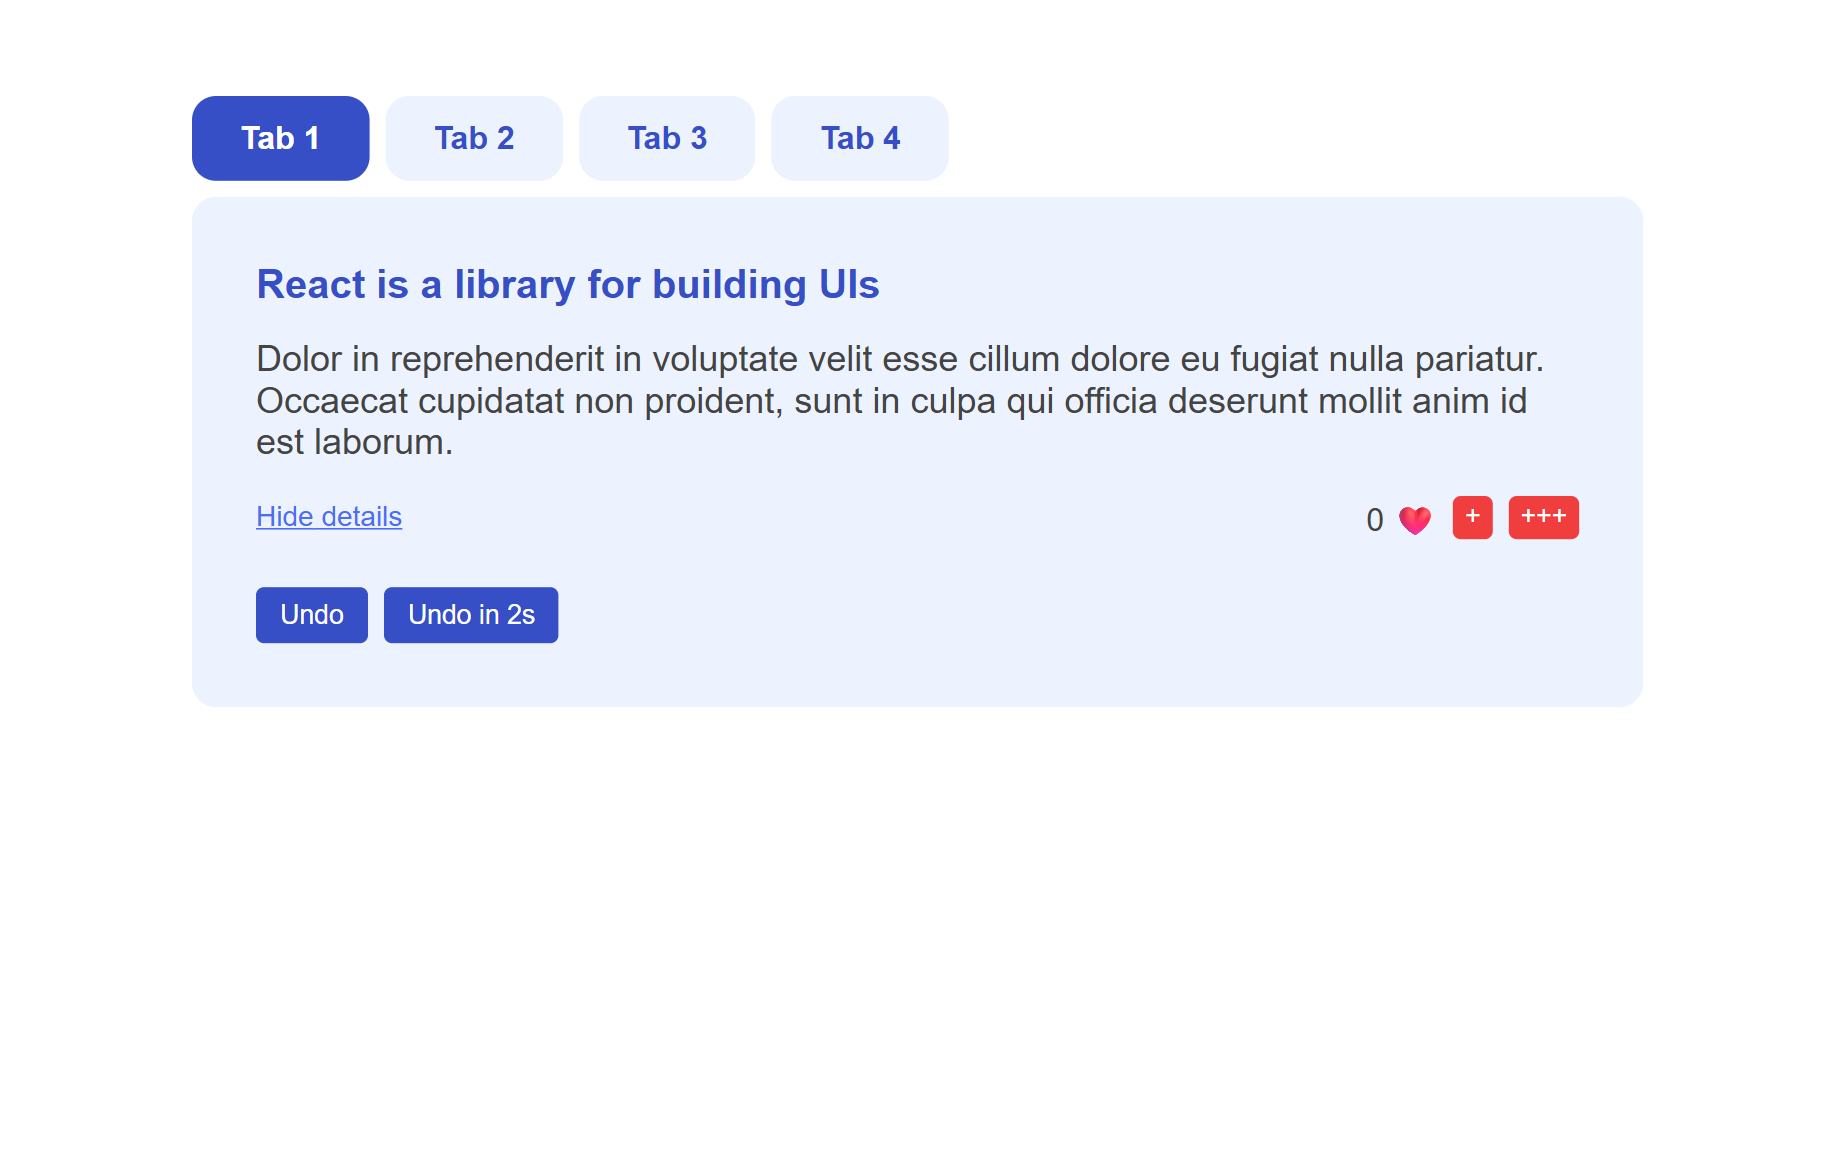 Tab 1 Tab 2 Tab 3 Tab 4
React is a library for building UIs
Dolor in reprehenderit in voluptate velit esse cillum dolore eu fugiat nulla pariatur.
Occaecat cupidatat non proident, sunt in culpa qui officia deserunt mollit anim id
est laborum.
Hide details 0 + +++
Undo Undo in 2s